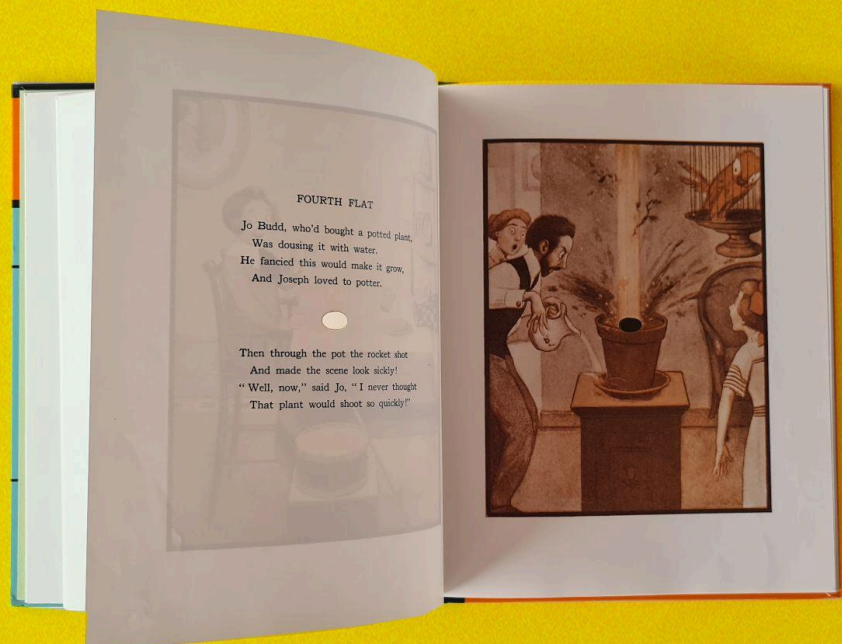 FOURTH FLAT
Jo Budd, who'd bought a potted plant,
Was dousing it with water.
He fancied this would make it grow,
And Joseph loved to potter.
Then through the pot the rocket shot
And made the scene look sickly!
“ Well, now,” said Jo, “ I never thought
That plant would shoot so quickly!”